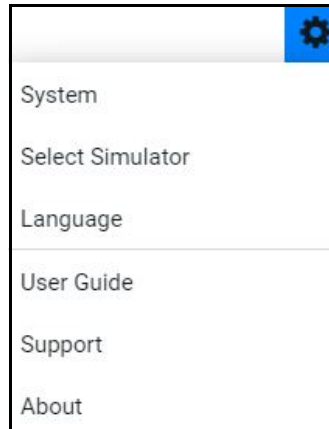 System
Select Simulator
Language
User Guide
Support
About